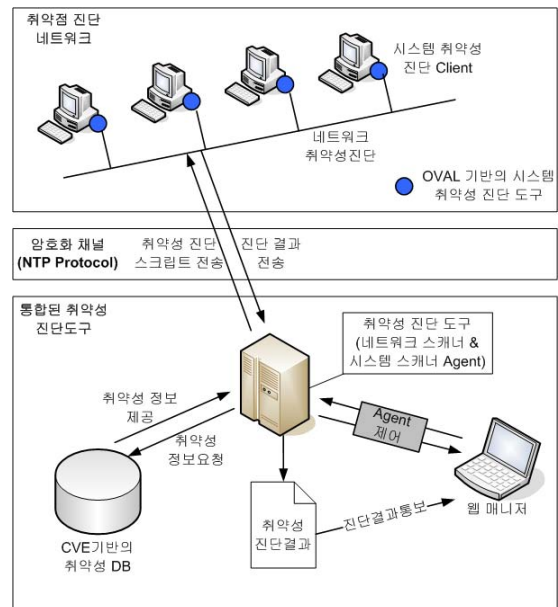 취약점 진단
네트워크
시스템 취약성
진단 Client
네트워크
취약성진단
OVAL 기반의 시스템
취약성 진단 도구
암호화 채널
(NTP Protocol)
취약성 진단
스크립트 전송
진단 결과
전송
통합된 취약성
진단도구
취약성 진단 도구
(네트워크 스캐너 &
시스템 스캐너 Agent)
취약성 정보
제공
취약성
정보요청
Agent
제어
CVE기반의
취약성 DB
취약성
진단결과
진단결과통보
웹 매니저